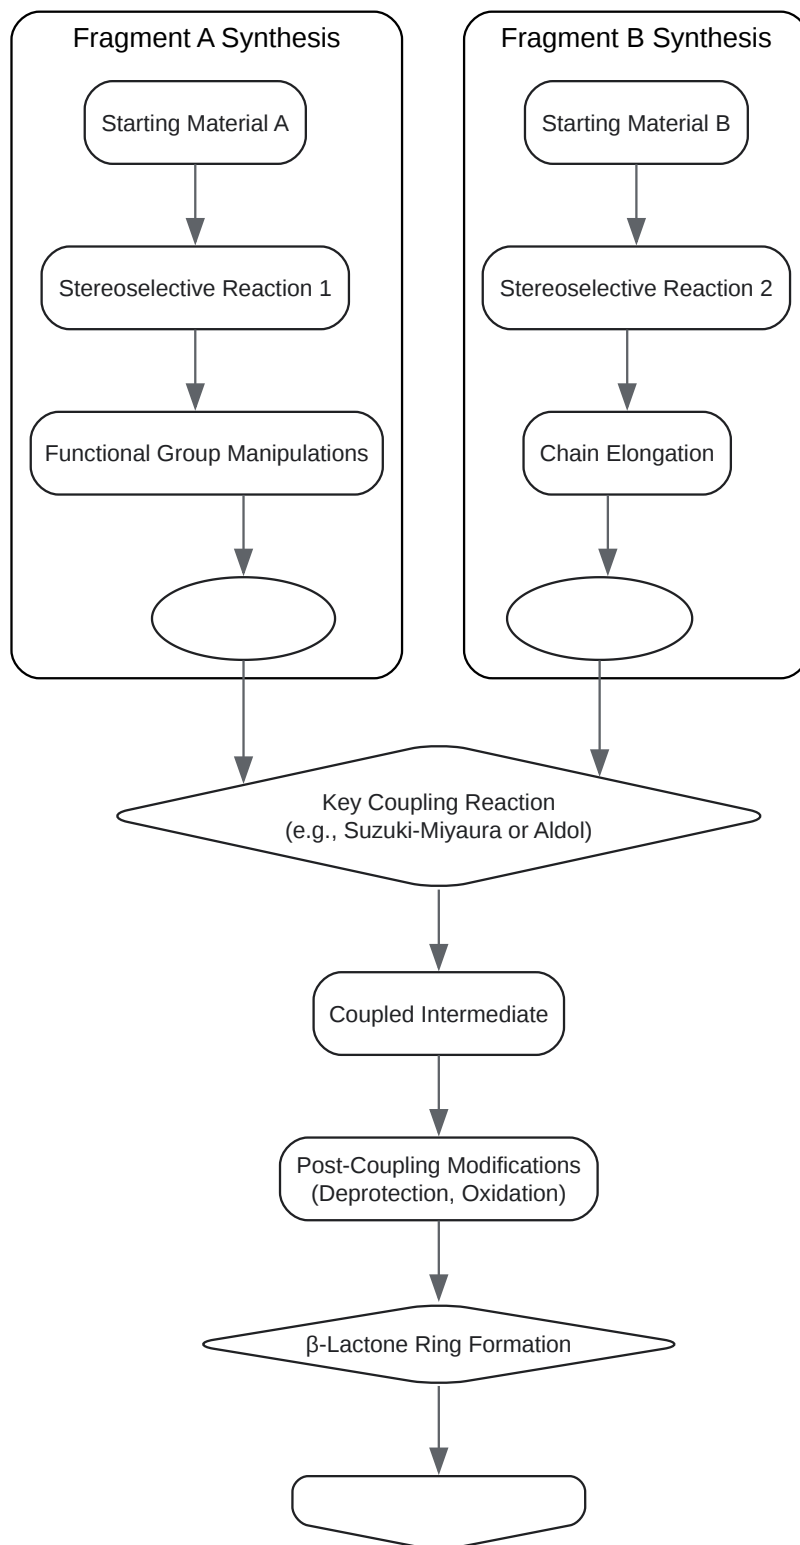 Fragment A Synthesis
Starting Material A
Stereoselective Reaction 1
Functional Group Manipulations
Fragment B Synthesis
Starting Material B
Stereoselective Reaction 2
Chain Elongation
Key Coupling Reaction
(e.g., Suzuki-Miyaura or Aldol)
Coupled Intermediate
Post-Coupling Modifications
(Deprotection, Oxidation)
β-Lactone Ring Formation